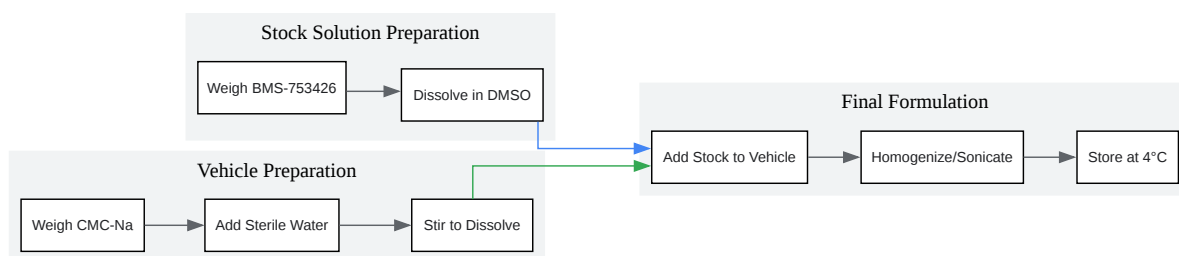 Stock Solution Preparation
Weigh BMS-753426
Dissolve in DMSO
Vehicle Preparation
Weigh CMC-Na
Add Sterile Water
Stir to Dissolve
Final Formulation
Add Stock to Vehicle
Homogenize/Sonicate
Store at 4°C